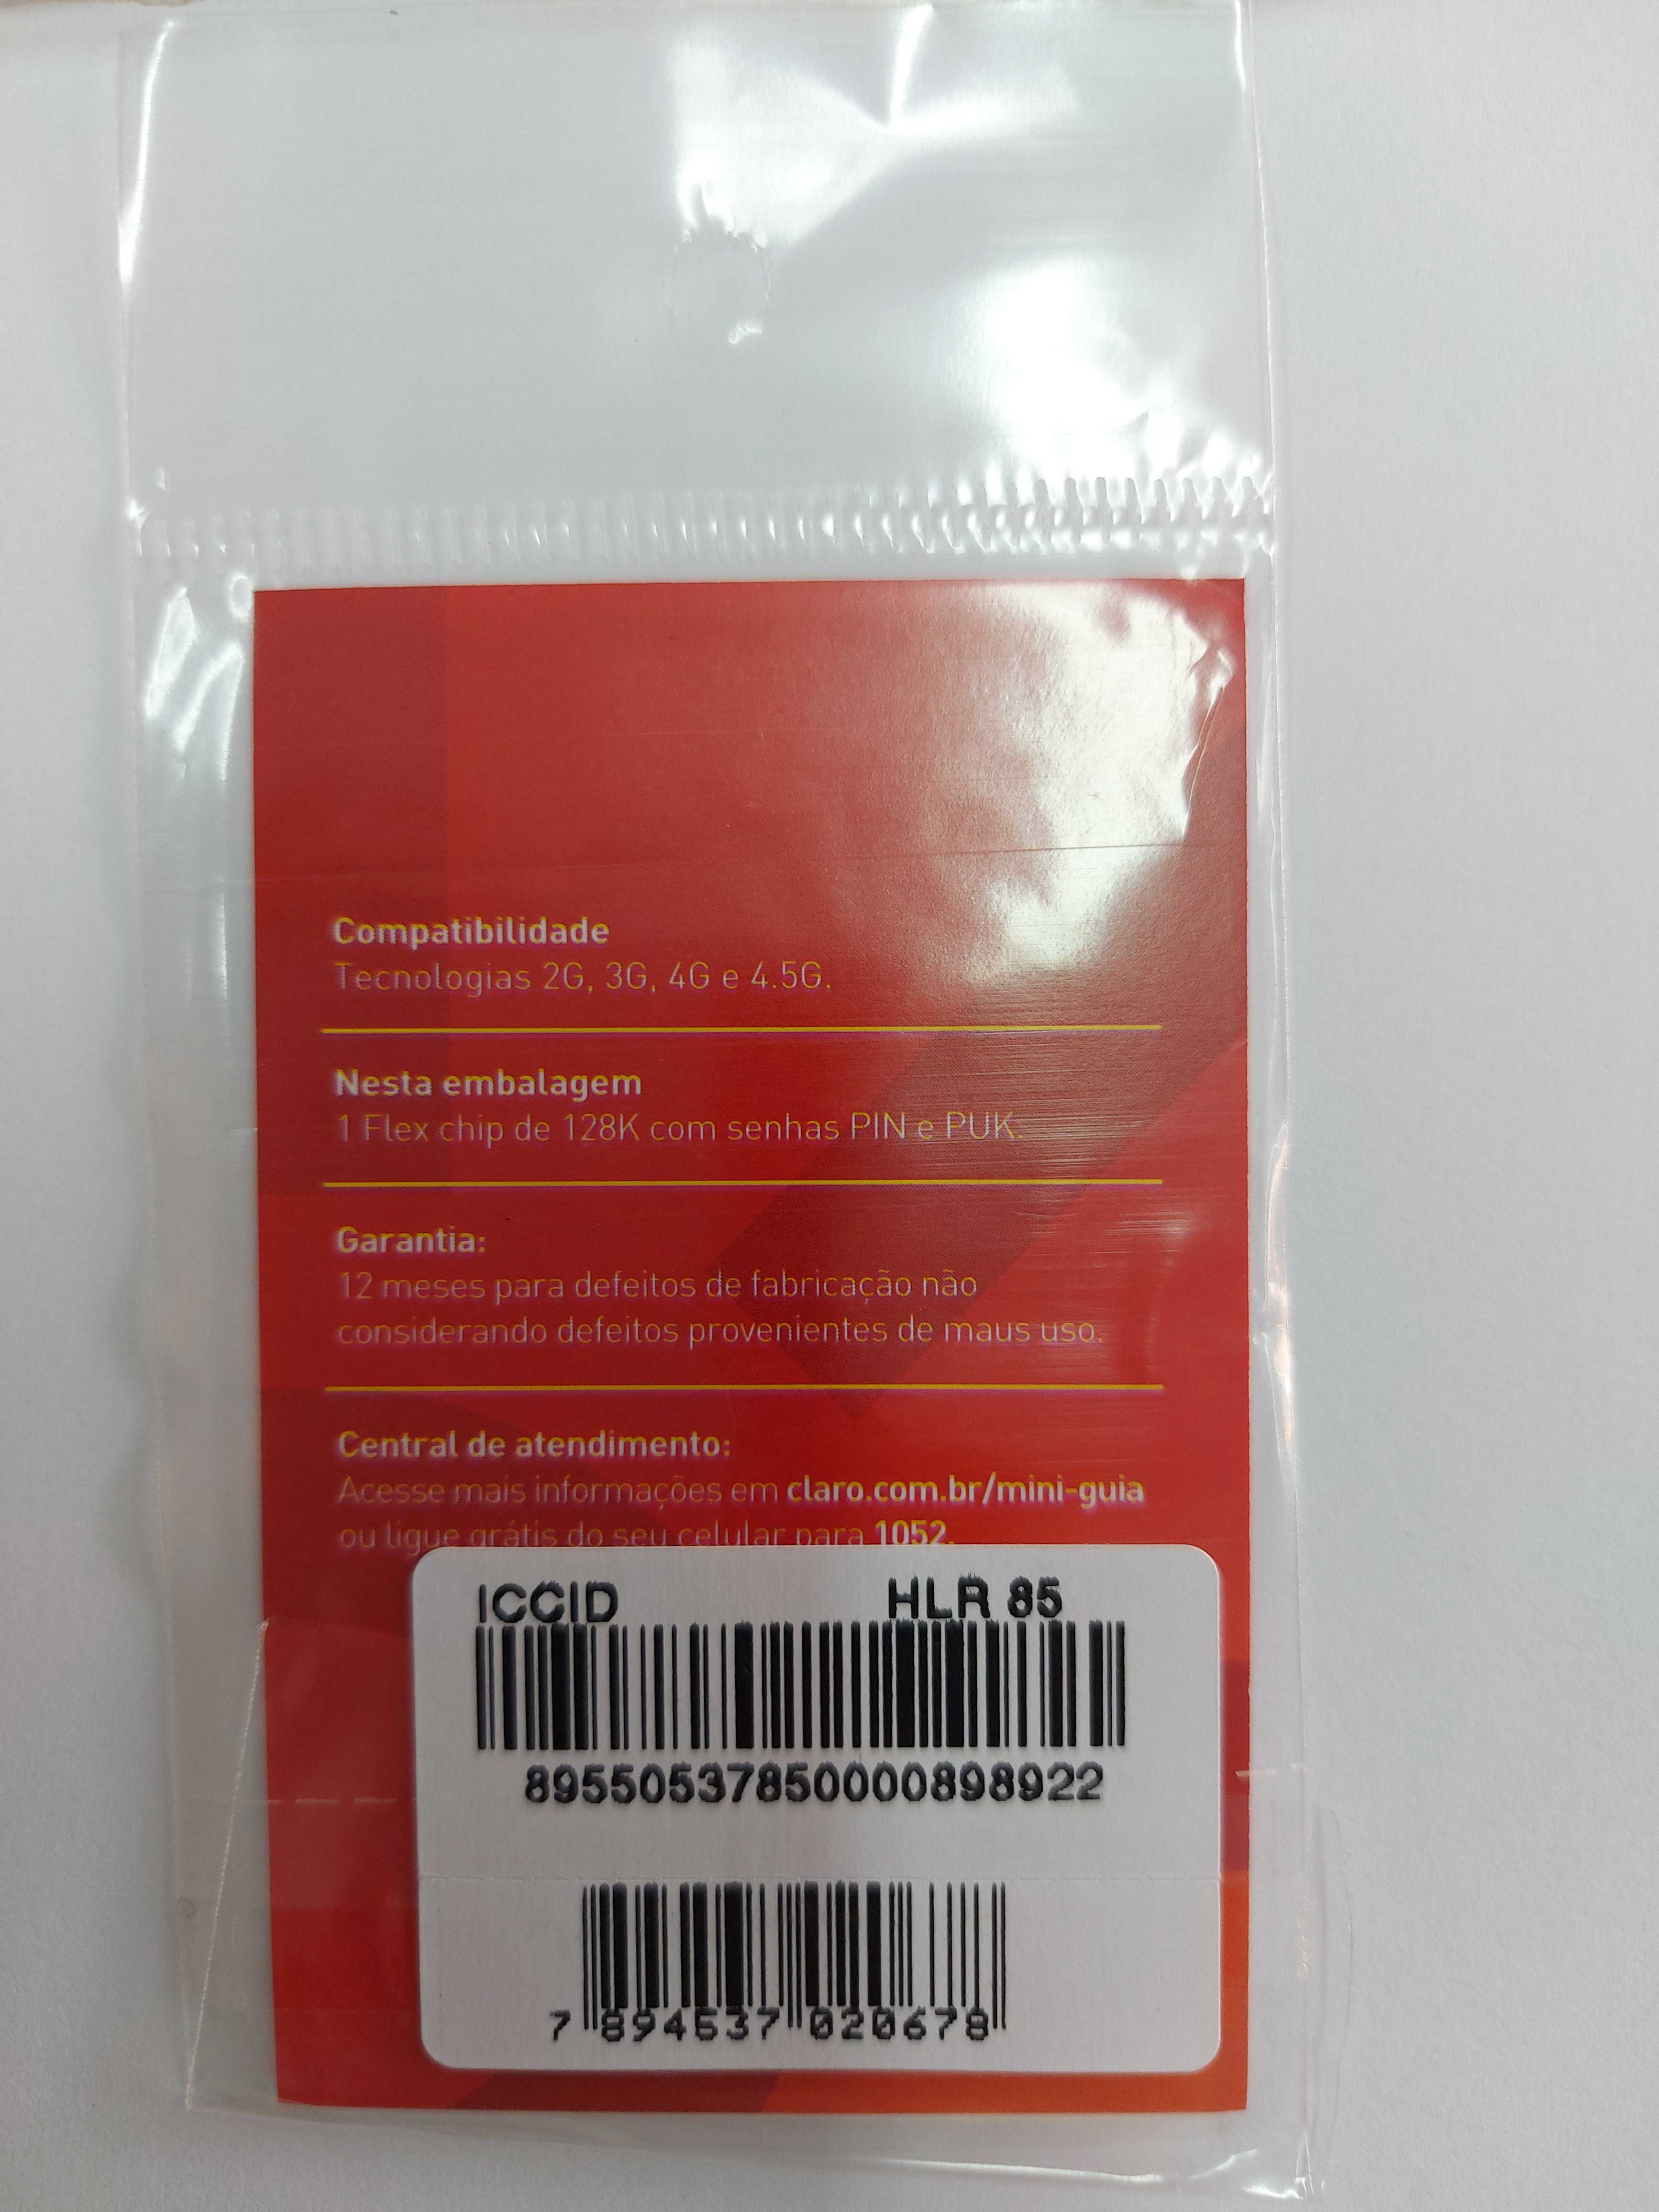 Compatibilidade
Tecnologias 2G, 3G, 4G e 4.5G.
Nesta embalagem
1 Flex chip de 128K com senhas PIN e PUK.
Garantia:
12 meses para defeitos de fabricação não
considerando defeitos provenientes de maus uso.
Central de atendimento:
Acesse mais informações em claro.com.br/mini-guia
ou ligue grátis do seu celular para 1052.
ICCID HLR 85
89550537850000898922
7 894537 020678